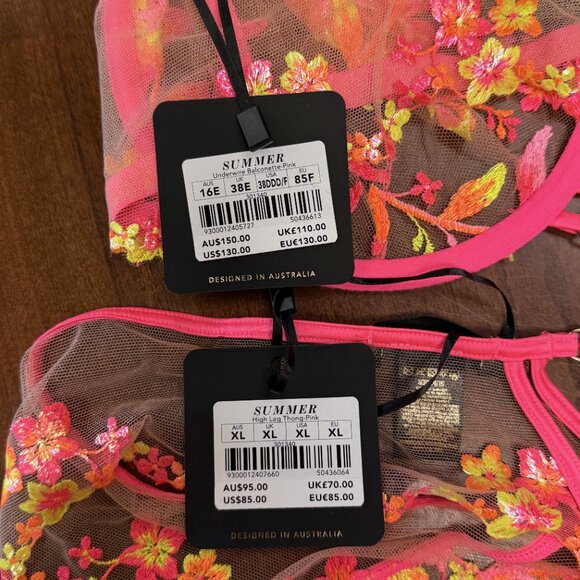 SUMMER
Underwire Balconette-Pink
AUS UK USA EU
16E 38E 38DDD/F 85F
301340
9300012405727 50436613
AU$150.00 UK£110.00
US$130.00 EU€130.00
DESIGNED IN AUSTRALIA
SUMMER
High Leg Thong-Pink
AUS UK USA EU
XL XL XL XL
301340
9300012407660 50436064
AU$95.00 UK£70.00
US$85.00 EU€85.00
DESIGNED IN AUSTRALIA